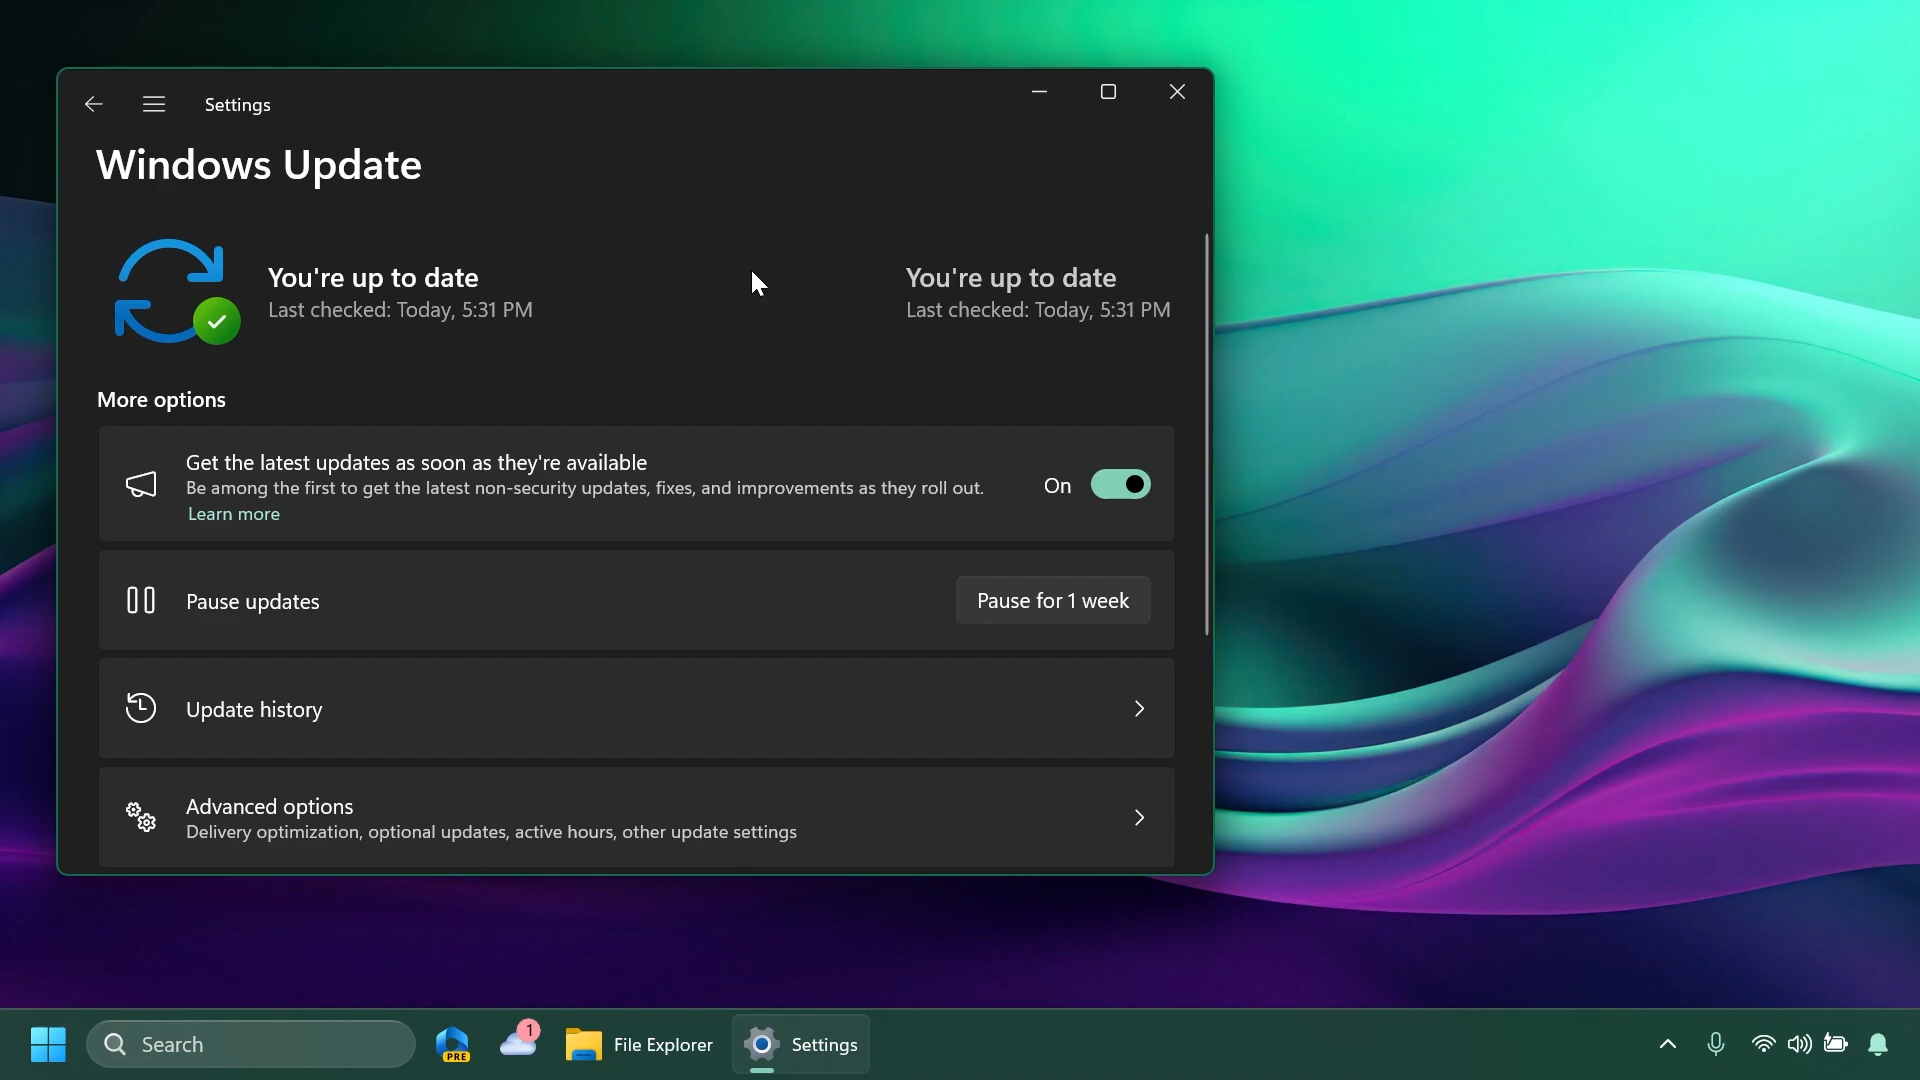 Settings
Windows Update
You're up to date
Last checked: Today, 5:31 PM
You're up to date
Last checked: Today, 5:31 PM
More options
Get the latest updates as soon as they're available
Be among the first to get the latest non-security updates, fixes, and improvements as they roll out.
Learn more
On
Pause updates
Pause for 1 week
Update history
Advanced options
Delivery optimization, optional updates, active hours, other update settings
Search
PRE
1
File Explorer
Settings